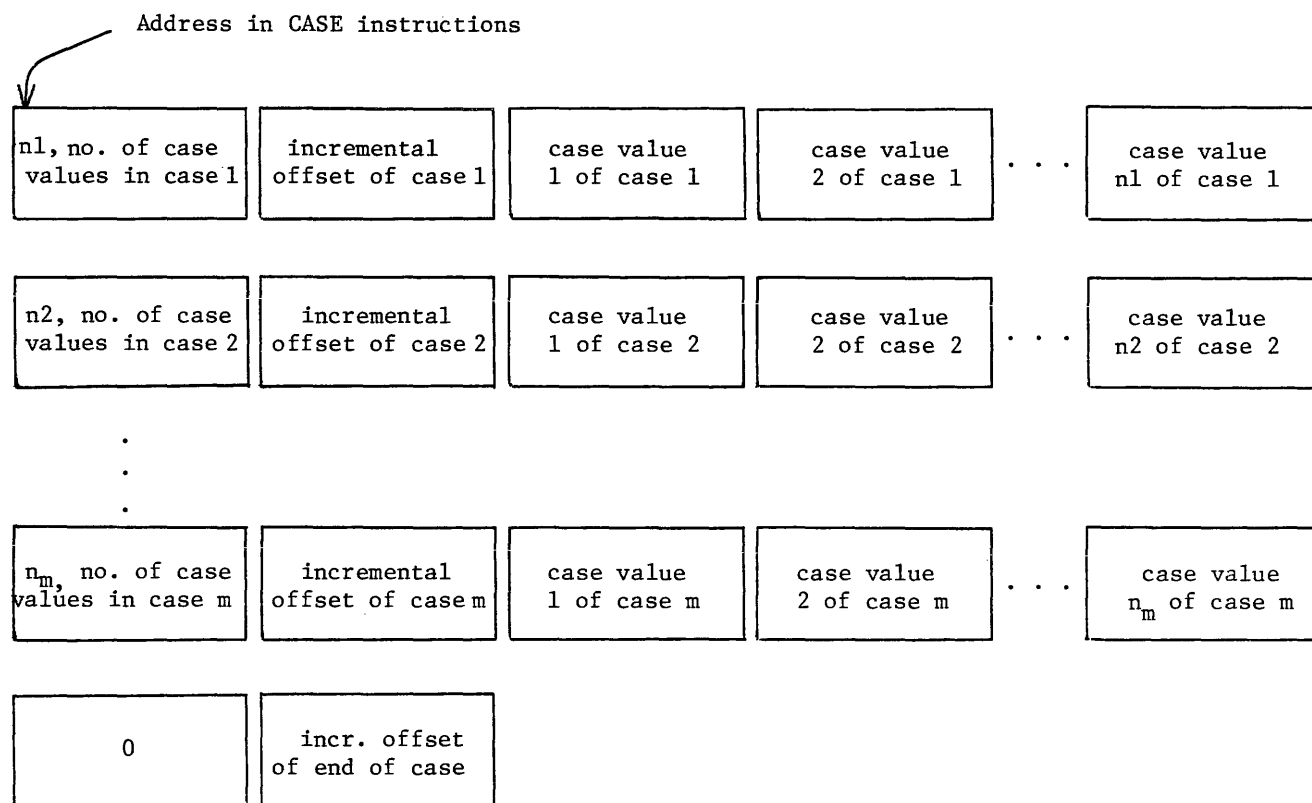 Address in CASE instructions
n1, no. of case
values in case 1
incremental
offset of case 1
case value
1 of case 1
case value
2 of case 1
. . .
case value
n1 of case 1
n2, no. of case
values in case 2
incremental
offset of case 2
case value
1 of case 2
case value
2 of case 2
. . .
case value
n2 of case 2
.
.
.
n_m, no. of case
values in case m
incremental
offset of case m
case value
1 of case m
case value
2 of case m
. . .
case value
n_m of case m
0
incr. offset
of end of case